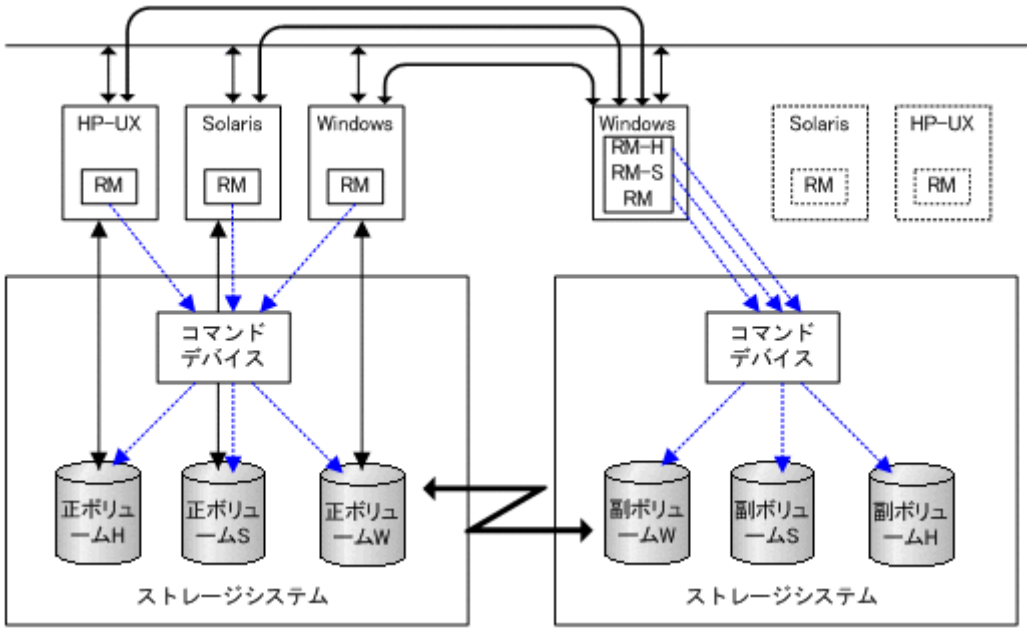 HP-UX
RM
Solaris
RM
Windows
RM
Windows
RM-H
RM-S
RM
Solaris
RM
HP-UX
RM
コマンド
デバイス
正ボリュ
ームH
正ボリュ
ームS
正ボリュ
ームW
ストレージシステム
コマンド
デバイス
副ボリュ
ームW
副ボリュ
ームS
副ボリュ
ームH
ストレージシステム